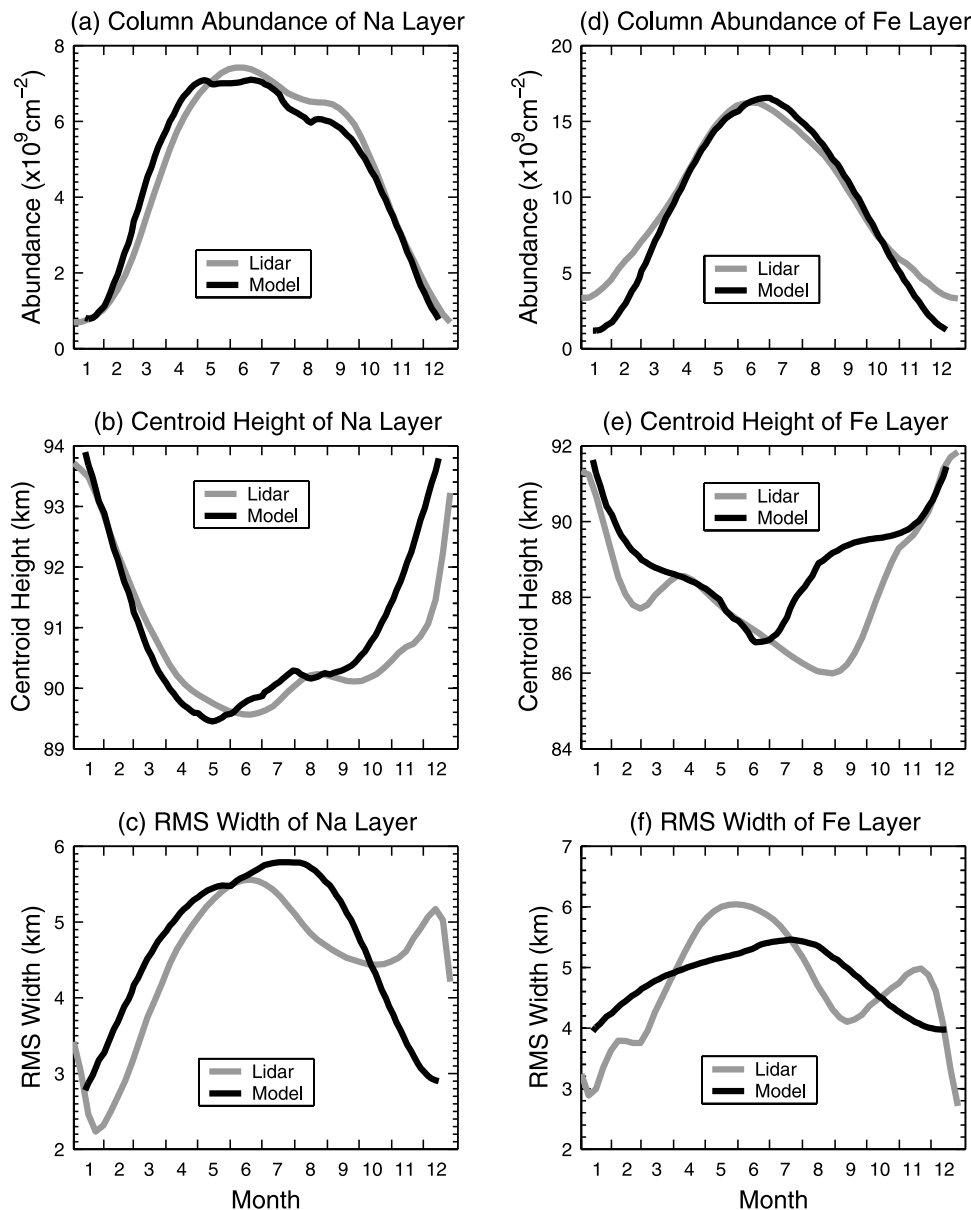 (a) Column Abundance of Na Layer
Abundance (x10⁹cm⁻²)
8
6
4
2
0
Lidar
Model
1 2 3 4 5 6 7 8 9 10 11 12
(d) Column Abundance of Fe Layer
Abundance (x10⁹cm⁻²)
20
15
10
5
0
Lidar
Model
1 2 3 4 5 6 7 8 9 10 11 12
(b) Centroid Height of Na Layer
Centroid Height (km)
94
93
92
91
90
89
Lidar
Model
1 2 3 4 5 6 7 8 9 10 11 12
(e) Centroid Height of Fe Layer
Centroid Height (km)
92
90
88
86
84
Lidar
Model
1 2 3 4 5 6 7 8 9 10 11 12
(c) RMS Width of Na Layer
RMS Width (km)
6
5
4
3
2
Lidar
Model
1 2 3 4 5 6 7 8 9 10 11 12
Month
(f) RMS Width of Fe Layer
RMS Width (km)
7
6
5
4
3
2
Lidar
Model
1 2 3 4 5 6 7 8 9 10 11 12
Month